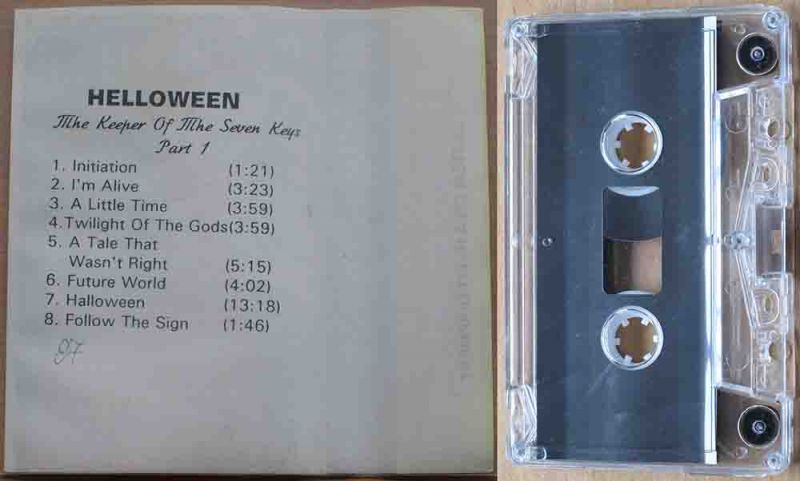 HELLOWEEN
The Keeper Of The Seven Keys
Part 1
1. Initiation (1:21)
2. I'm Alive (3:23)
3. A Little Time (3:59)
4. Twilight Of The Gods(3:59)
5. A Tale That
Wasn't Right (5:15)
6. Future World (4:02)
7. Halloween (13:18)
8. Follow The Sign (1:46)
97